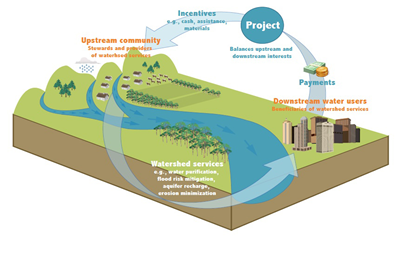 Incentives
e.g., cash, assistance,
materials
Project
Balances upstream and
downstream interests
Upstream community
Stewards and providers
of watershed services
Payments
Downstream water users
Beneficiaries of watershed services
Watershed services
e.g., water purification,
flood risk mitigation,
aquifer recharge,
erosion minimization